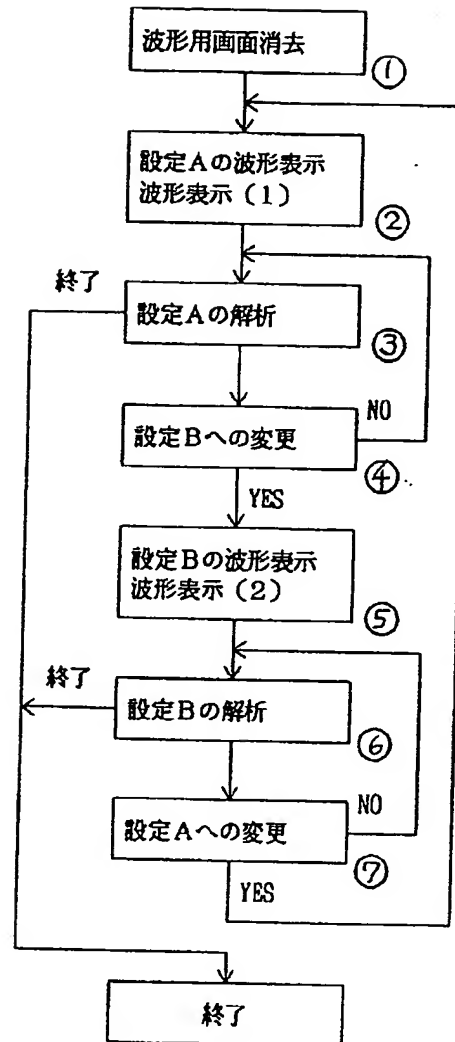 波形用画面消去
①
設定Aの波形表示
波形表示(1)
②
終了
設定Aの解析
③
NO
設定Bへの変更
④
YES
設定Bの波形表示
波形表示(2)
⑤
終了
設定Bの解析
⑥
NO
設定Aへの変更
⑦
YES
終了